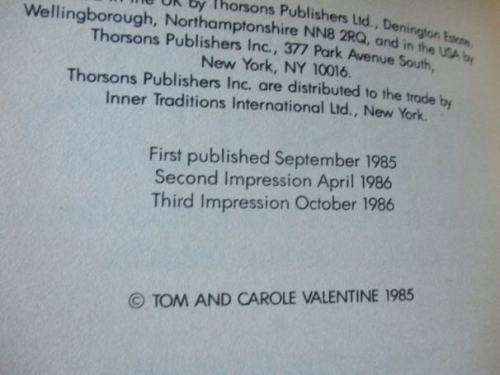 in the UK by Thorsons Publishers Ltd., Denington Estate,
Wellingborough, Northamptonshire NN8 2RQ, and in the USA by
Thorsons Publishers Inc., 377 Park Avenue South,
New York, NY 10016.
Thorsons Publishers Inc. are distributed to the trade by
Inner Traditions International Ltd., New York.
First published September 1985
Second Impression April 1986
Third Impression October 1986
© TOM AND CAROLE VALENTINE 1985